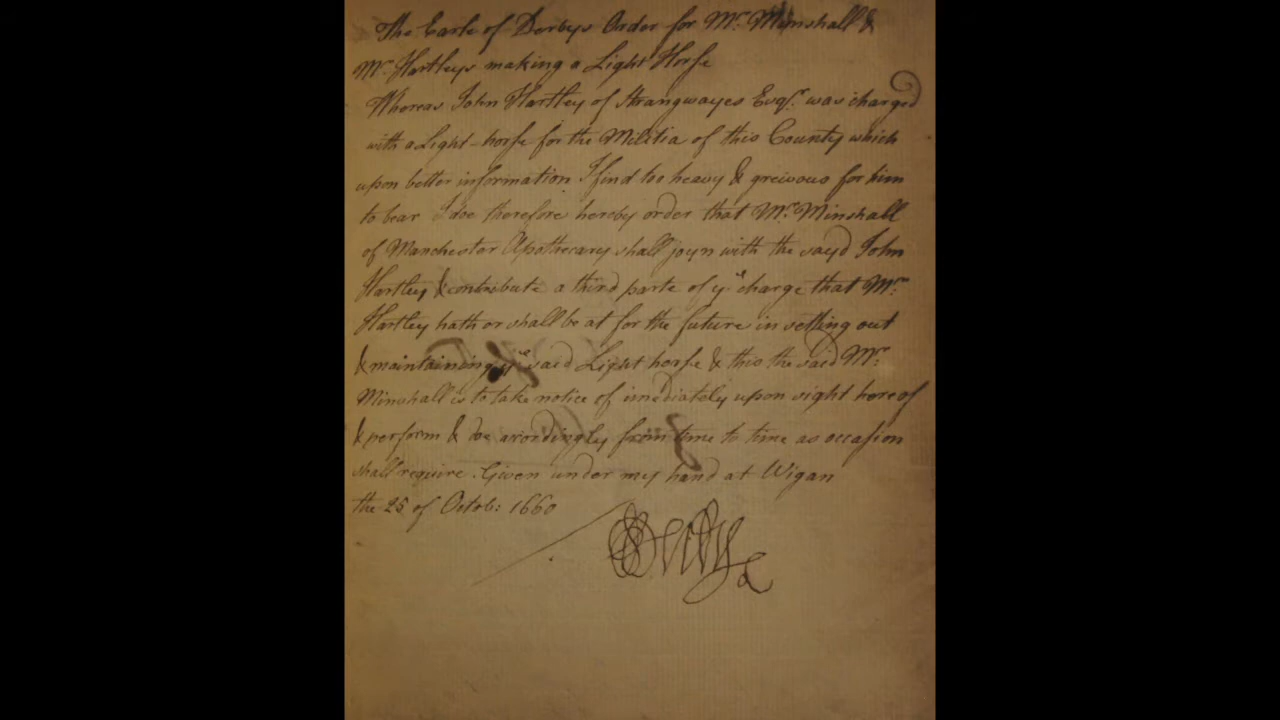 The Earle of Derbys Order for Mr. Minshall &
Mr. Hartleys making a Light Horse
Whereas John Hartley of Strangwayes Esqr. was charged
with a Light-horse for the Militia of this County which
upon better information I find too heavy & greivous for him
to bear I doe therefore hereby order that Mr. Minshall
of Manchester Apothecary shall joyn with the sayd John
Hartley & contribute a third parte of ye charge that Mr.
Hartley hath or shall be at for the future in setting out
& maintaining ye said Light horse & this the said Mr.
Minshall is to take notice of imediately upon sight hereof
& perform & doe acordingly from time to time as occasion
shall require. Given under my hand at Wigan
the 25 of Octob: 1660
Derby